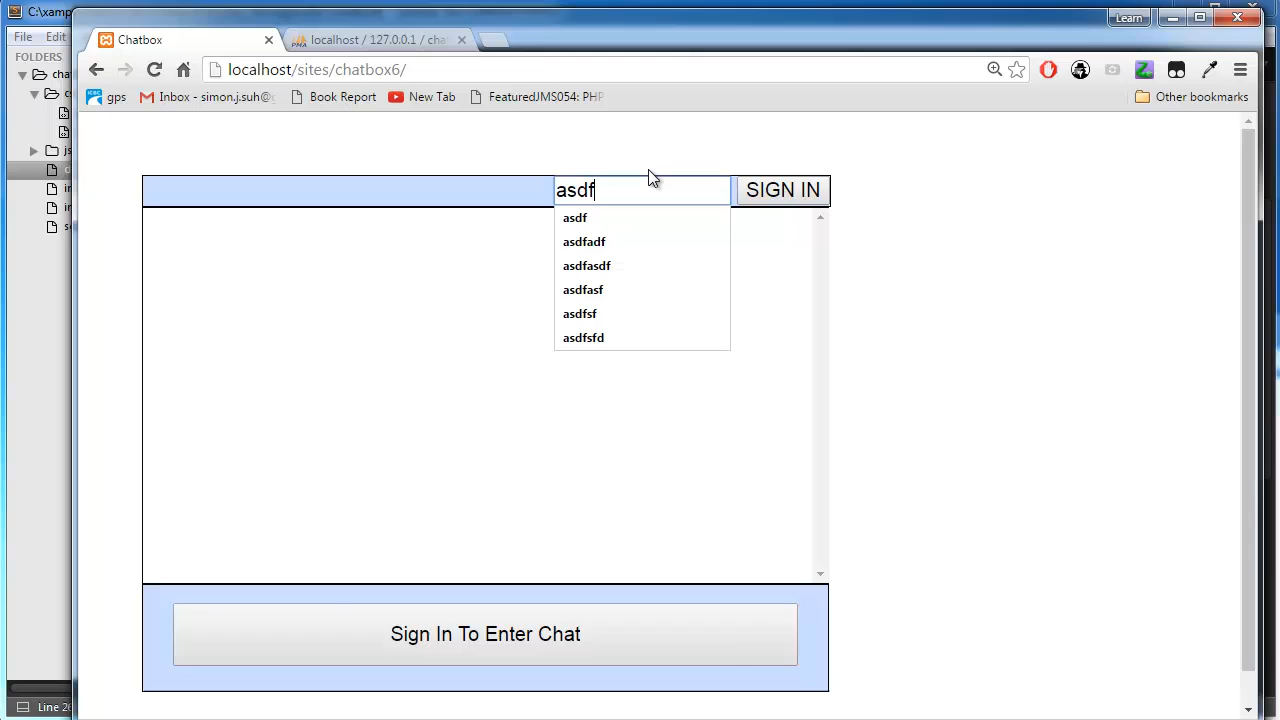 C:\xamp
Learn
File Edit
Chatbox
localhost / 127.0.0.1 / cha
FOLDERS
localhost/sites/chatbox6/
gps
Inbox - simon.j.suh@g
Book Report
New Tab
FeaturedJMS054: PHP
Other bookmarks
asdf
SIGN IN
asdf
asdfadf
asdfasdf
asdfasf
asdfsf
asdfsfd
Sign In To Enter Chat